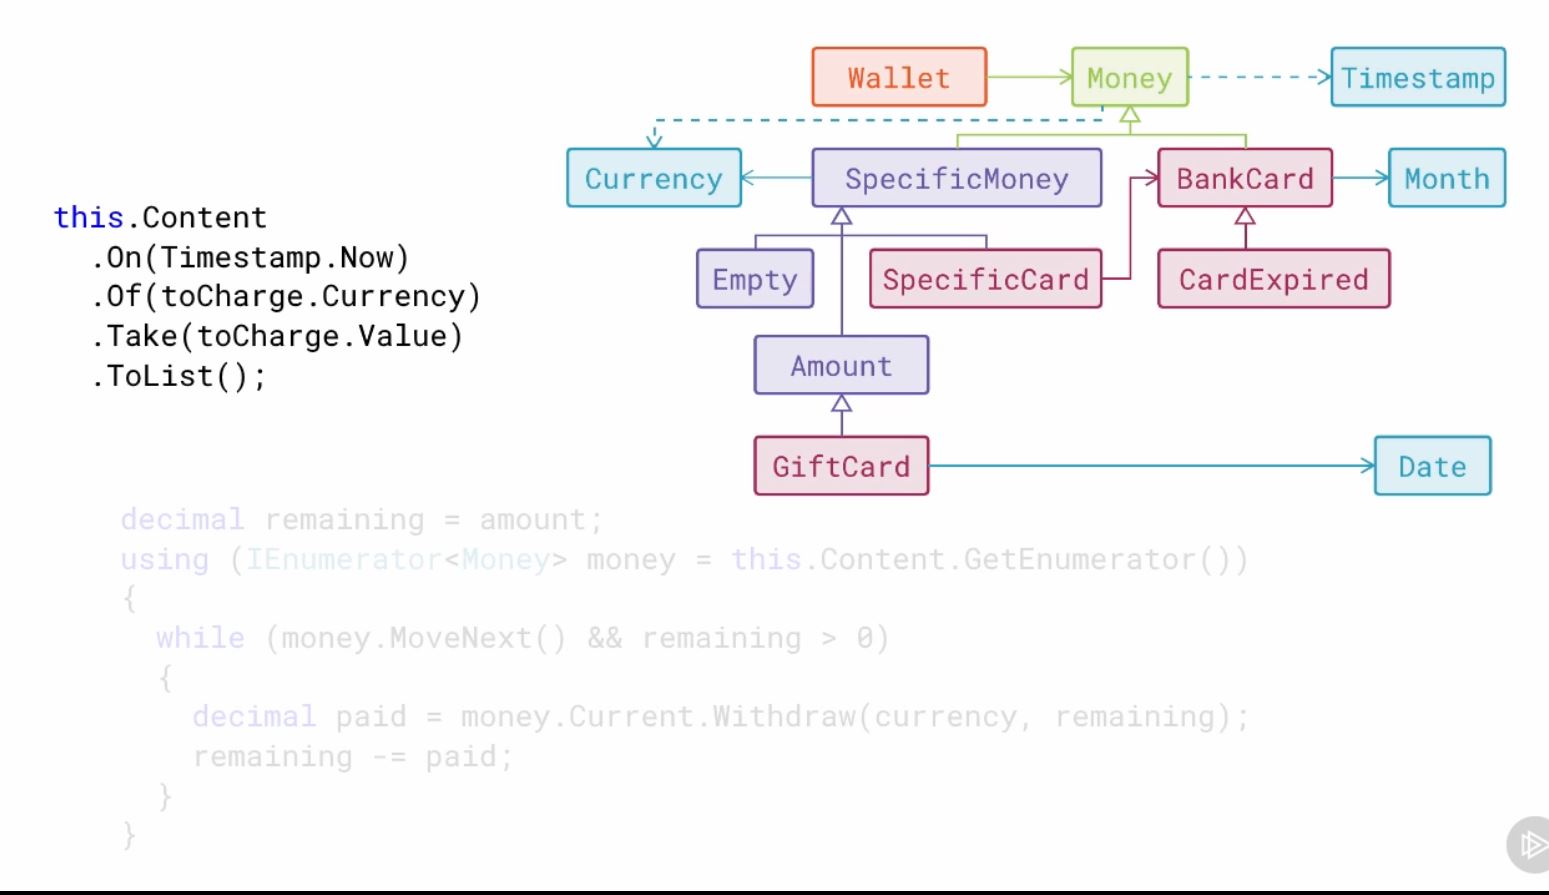 Wallet
Money
Timestamp
Currency
SpecificMoney
BankCard
Month
Empty
SpecificCard
CardExpired
Amount
GiftCard
Date
this.Content
.On(Timestamp.Now)
.Of(toCharge.Currency)
.Take(toCharge.Value)
.ToList();
decimal remaining = amount;
using (IEnumerator<Money> money = this.Content.GetEnumerator())
{
while (money.MoveNext() && remaining > 0)
{
decimal paid = money.Current.Withdraw(currency, remaining);
remaining -= paid;
}
}